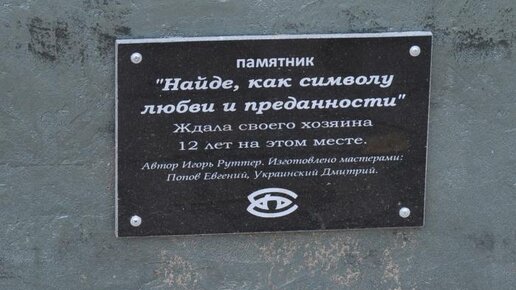 ПАМЯТНИК
"Найде, как символу
любви и преданности"
Ждала своего хозяина
12 лет на этом месте.
Автор Игорь Руттер. Изготовлено мастерами:
Попов Евгений, Украинский Дмитрий.